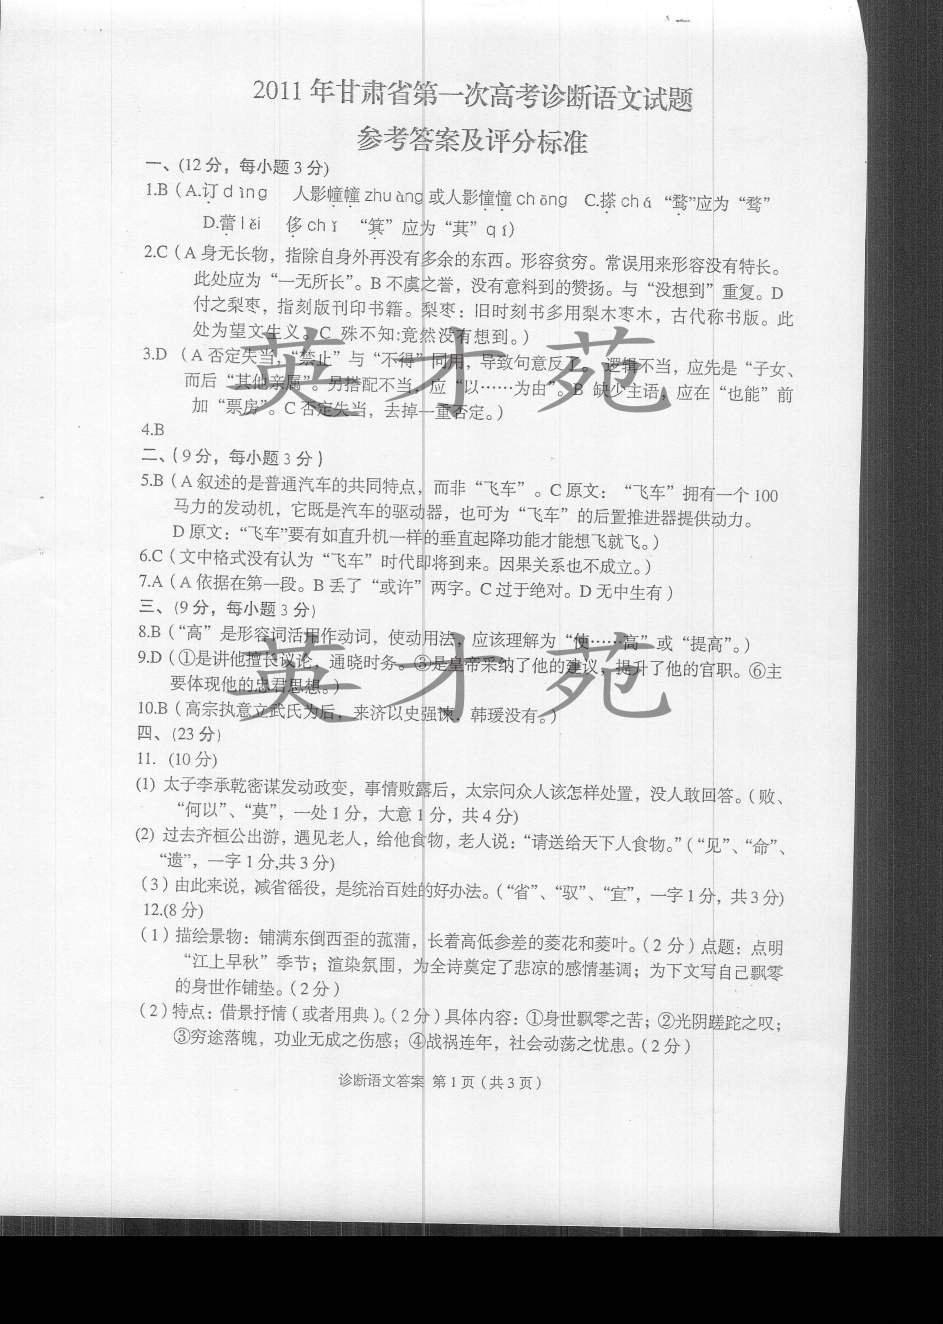 2011 年甘肃省第一次高考诊断语文试题
参考答案及评分标准
一、(12 分，每小题 3 分)
1.B（A.订 dìng 人影幢幢 zhuàng 或人影憧憧 chōng C.搽 chá “骛”应为“鹜”
D.蕾 lěi 侈 chǐ “箕”应为“萁”qí）
2.C（A 身无长物，指除自身外再没有多余的东西。形容贫穷。常误用来形容没有特长。
此处应为“一无所长”。B 不虞之誉，没有意料到的赞扬。与“没想到”重复。D
付之梨枣，指刻版刊印书籍。梨枣：旧时刻书多用梨木枣木，古代称书版。此
处为望文生义。C 殊不知:竟然没有想到。）
3.D （A 否定失当，“禁止”与“不得”同用，导致句意反了。 逻辑不当，应先是“子女、
而后“其他亲属”。另搭配不当，应“以……为由”。B 缺少主语，应在“也能”前
加“票房”。C 否定失当，去掉一重否定。）
4.B
二、（9 分，每小题 3 分）
5.B（A 叙述的是普通汽车的共同特点，而非“飞车”。C 原文：“飞车”拥有一个 100
马力的发动机，它既是汽车的驱动器，也可为“飞车”的后置推进器提供动力。
D 原文：“飞车”要有如直升机一样的垂直起降功能才能想飞就飞。）
6.C（文中格式没有认为“飞车”时代即将到来。因果关系也不成立。）
7.A（A 依据在第一段。B 丢了“或许”两字。C 过于绝对。D 无中生有）
三、(9 分，每小题 3 分)
8.B（“高”是形容词活用作动词，使动用法，应该理解为“使……高”或“提高”。）
9.D（①是讲他擅长议论，通晓时务。③是皇帝采纳了他的建议，提升了他的官职。⑥主
要体现他的忠君思想。）
10.B（高宗执意立武氏为后，来济以史强谏，韩瑗没有。）
四、(23 分)
11. (10 分)
(1) 太子李承乾密谋发动政变，事情败露后，太宗问众人该怎样处置，没人敢回答。（败、
“何以”、“莫”，一处 1 分，大意 1 分，共 4 分)
(2) 过去齐桓公出游，遇见老人，给他食物，老人说：“请送给天下人食物。”（“见”、“命”、
“遗”，一字 1 分,共 3 分)
（3）由此来说，减省徭役，是统治百姓的好办法。（“省”、“驭”、“宜”，一字 1 分，共 3 分)
12.(8 分)
（1）描绘景物：铺满东倒西歪的菰蒲，长着高低参差的菱花和菱叶。（2 分）点题：点明
“江上早秋”季节；渲染氛围，为全诗奠定了悲凉的感情基调；为下文写自己飘零
的身世作铺垫。（2 分）
（2）特点：借景抒情（或者用典）。（2 分）具体内容：①身世飘零之苦；②光阴蹉跎之叹；
③穷途落魄，功业无成之伤感；④战祸连年，社会动荡之忧患。（2 分）
诊断语文答案 第 1 页（共 3 页）
英才苑
英才苑